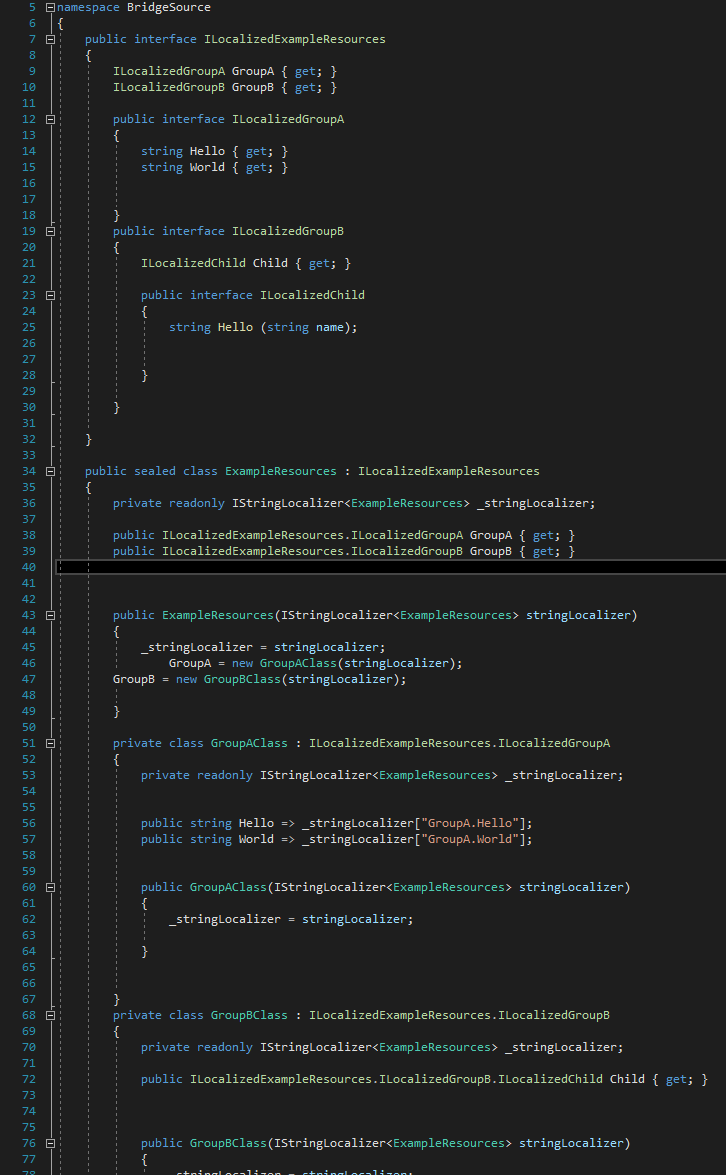 5 namespace BridgeSource
6 {
7 public interface ILocalizedExampleResources
8 {
9 ILocalizedGroupA GroupA { get; }
10 ILocalizedGroupB GroupB { get; }
11
12 public interface ILocalizedGroupA
13 {
14 string Hello { get; }
15 string World { get; }
16
17
18 }
19 public interface ILocalizedGroupB
20 {
21 ILocalizedChild Child { get; }
22
23 public interface ILocalizedChild
24 {
25 string Hello (string name);
26
27
28 }
29
30 }
31
32 }
33
34 public sealed class ExampleResources : ILocalizedExampleResources
35 {
36 private readonly IStringLocalizer<ExampleResources> _stringLocalizer;
37
38 public ILocalizedExampleResources.ILocalizedGroupA GroupA { get; }
39 public ILocalizedExampleResources.ILocalizedGroupB GroupB { get; }
40
41
42
43 public ExampleResources(IStringLocalizer<ExampleResources> stringLocalizer)
44 {
45 _stringLocalizer = stringLocalizer;
46 GroupA = new GroupAClass(stringLocalizer);
47 GroupB = new GroupBClass(stringLocalizer);
48
49 }
50
51 private class GroupAClass : ILocalizedExampleResources.ILocalizedGroupA
52 {
53 private readonly IStringLocalizer<ExampleResources> _stringLocalizer;
54
55
56 public string Hello => _stringLocalizer["GroupA.Hello"];
57 public string World => _stringLocalizer["GroupA.World"];
58
59
60 public GroupAClass(IStringLocalizer<ExampleResources> stringLocalizer)
61 {
62 _stringLocalizer = stringLocalizer;
63
64 }
65
66
67 }
68 private class GroupBClass : ILocalizedExampleResources.ILocalizedGroupB
69 {
70 private readonly IStringLocalizer<ExampleResources> _stringLocalizer;
71
72 public ILocalizedExampleResources.ILocalizedGroupB.ILocalizedChild Child { get; }
73
74
75
76 public GroupBClass(IStringLocalizer<ExampleResources> stringLocalizer)
77 {
78 _stringLocalizer = stringLocalizer;